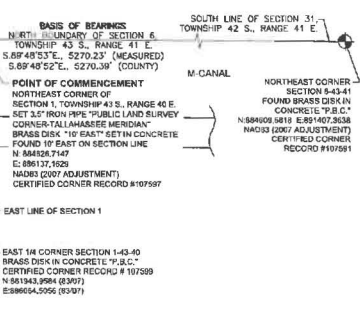 BASIS OF BEARINGS
NORTH BOUNDARY OF SECTION 6,
TOWNSHIP 43 S., RANGE 41 E.
S.89°48'53"E., 5270.23' (MEASURED)
S.89°48'52"E., 5270.39' (COUNTY)
SOUTH LINE OF SECTION 31,
TOWNSHIP 42 S., RANGE 41 E.
M-CANAL
POINT OF COMMENCEMENT
NORTHEAST CORNER OF
SECTION 1, TOWNSHIP 43 S., RANGE 40 E.
SET 3.5" IRON PIPE "PUBLIC LAND SURVEY
CORNER-TALLAHASSEE MERIDIAN"
BRASS DISK "10' EAST" SET IN CONCRETE
FOUND 10' EAST ON SECTION LINE
N: 884626.7147
E: 886137.1629
NAD83 (2007 ADJUSTMENT)
CERTIFIED CORNER RECORD #107597
NORTHEAST CORNER
SECTION 5-43-41
FOUND BRASS DISK IN
CONCRETE "P.B.C."
N:884609.5818 E:891407.3638
NAD83 (2007 ADJUSTMENT)
CERTIFIED CORNER
RECORD #107591
EAST LINE OF SECTION 1
EAST 1/4 CORNER SECTION 1-43-40
BRASS DISK IN CONCRETE "P.B.C."
CERTIFIED CORNER RECORD # 107599
N:881943.9584 (83/07)
E:886054.5056 (83/07)